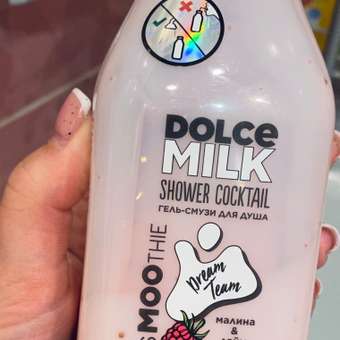 DOLCE
MILK
SHOWER COCKTAIL
ГЕЛЬ-СМУЗИ ДЛЯ ДУША
SMOOTHIE
Dream
Team
малина
&